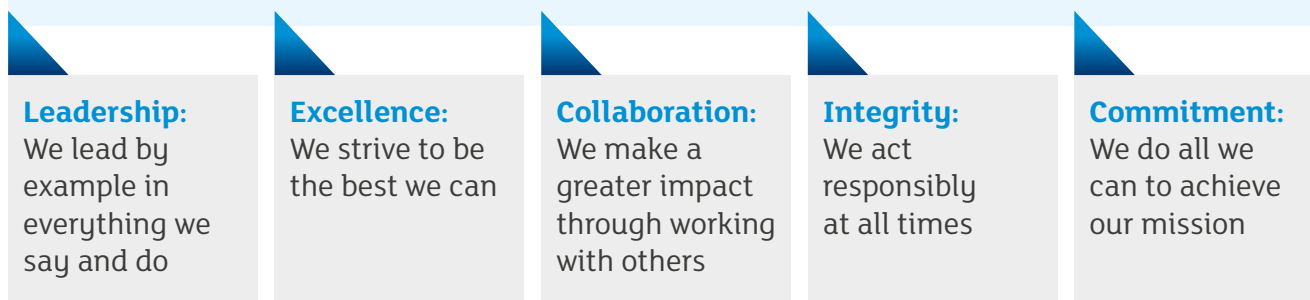 Leadership:
We lead by
example in
everything we
say and do
Excellence:
We strive to be
the best we can
Collaboration:
We make a
greater impact
through working
with others
Integrity:
We act
responsibly
at all times
Commitment:
We do all we
can to achieve
our mission